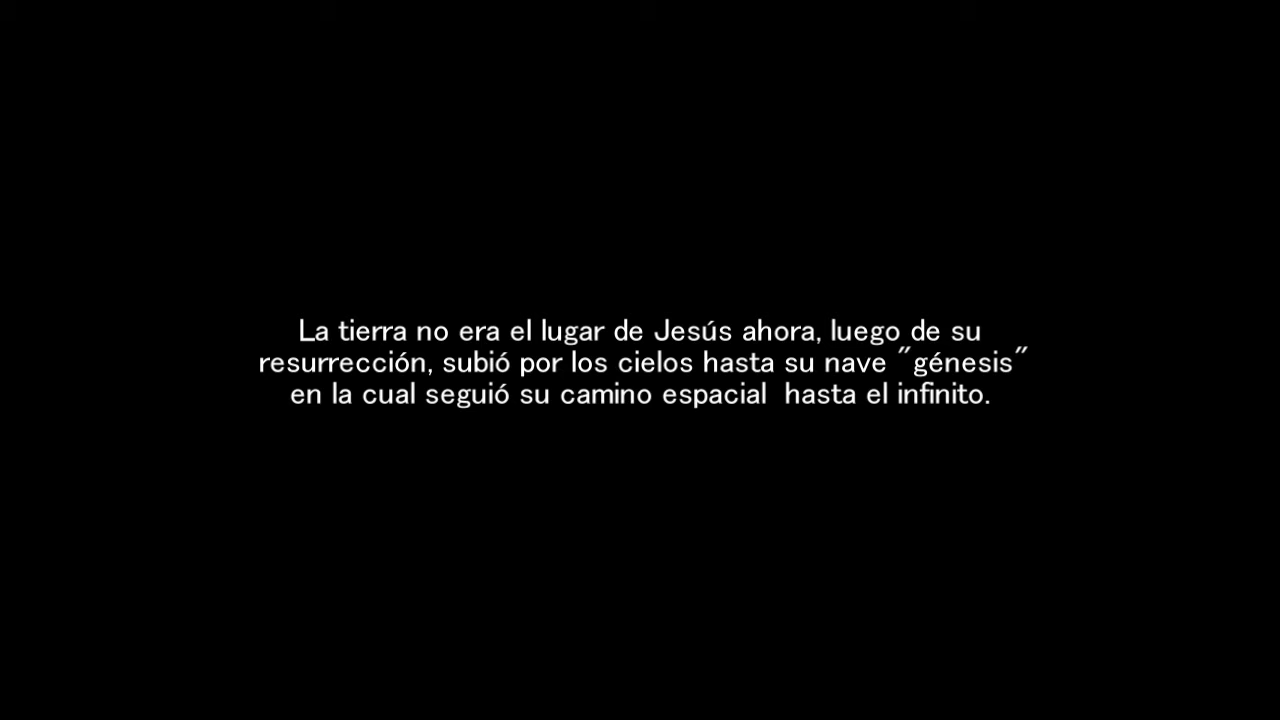 La tierra no era el lugar de Jesús ahora, luego de su
resurrección, subió por los cielos hasta su nave "génesis"
en la cual seguió su camino espacial  hasta el infinito.